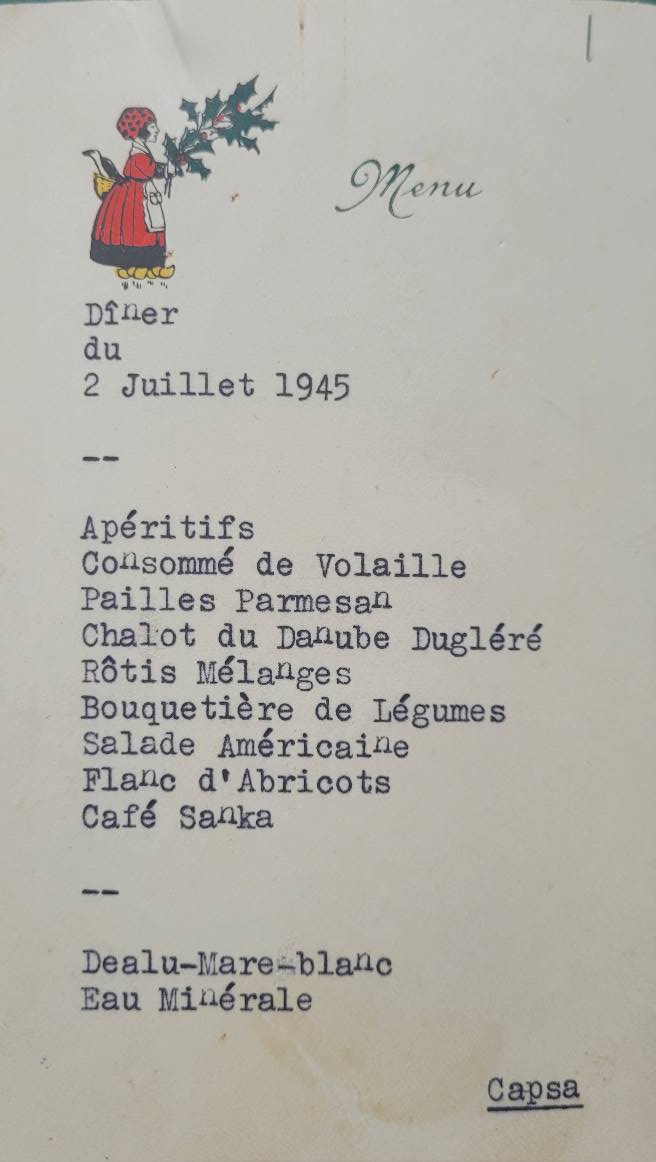 Menu
Dîner
du
2 Juillet 1945
--
Apéritifs
Consommé de Volaille
Pailles Parmesan
Chalot du Danube Dugléré
Rôtis Mélanges
Bouquetière de Légumes
Salade Américaine
Flanc d'Abricots
Café Sanka
--
Dealu-Mare-blanc
Eau Minérale
Capsa